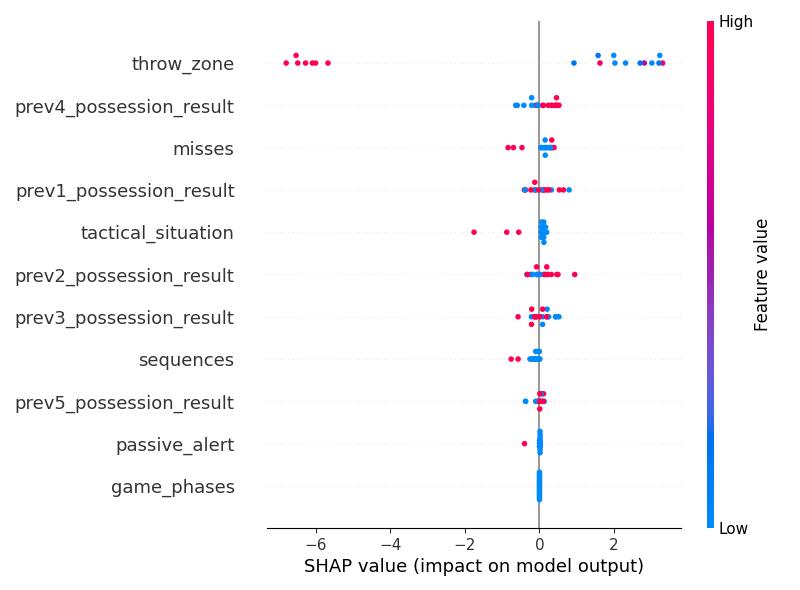 High
throw_zone
prev4_possession_result
misses
prev1_possession_result
tactical_situation
prev2_possession_result
prev3_possession_result
sequences
prev5_possession_result
passive_alert
game_phases
Feature value
Low
−6 −4 −2 0 2
SHAP value (impact on model output)